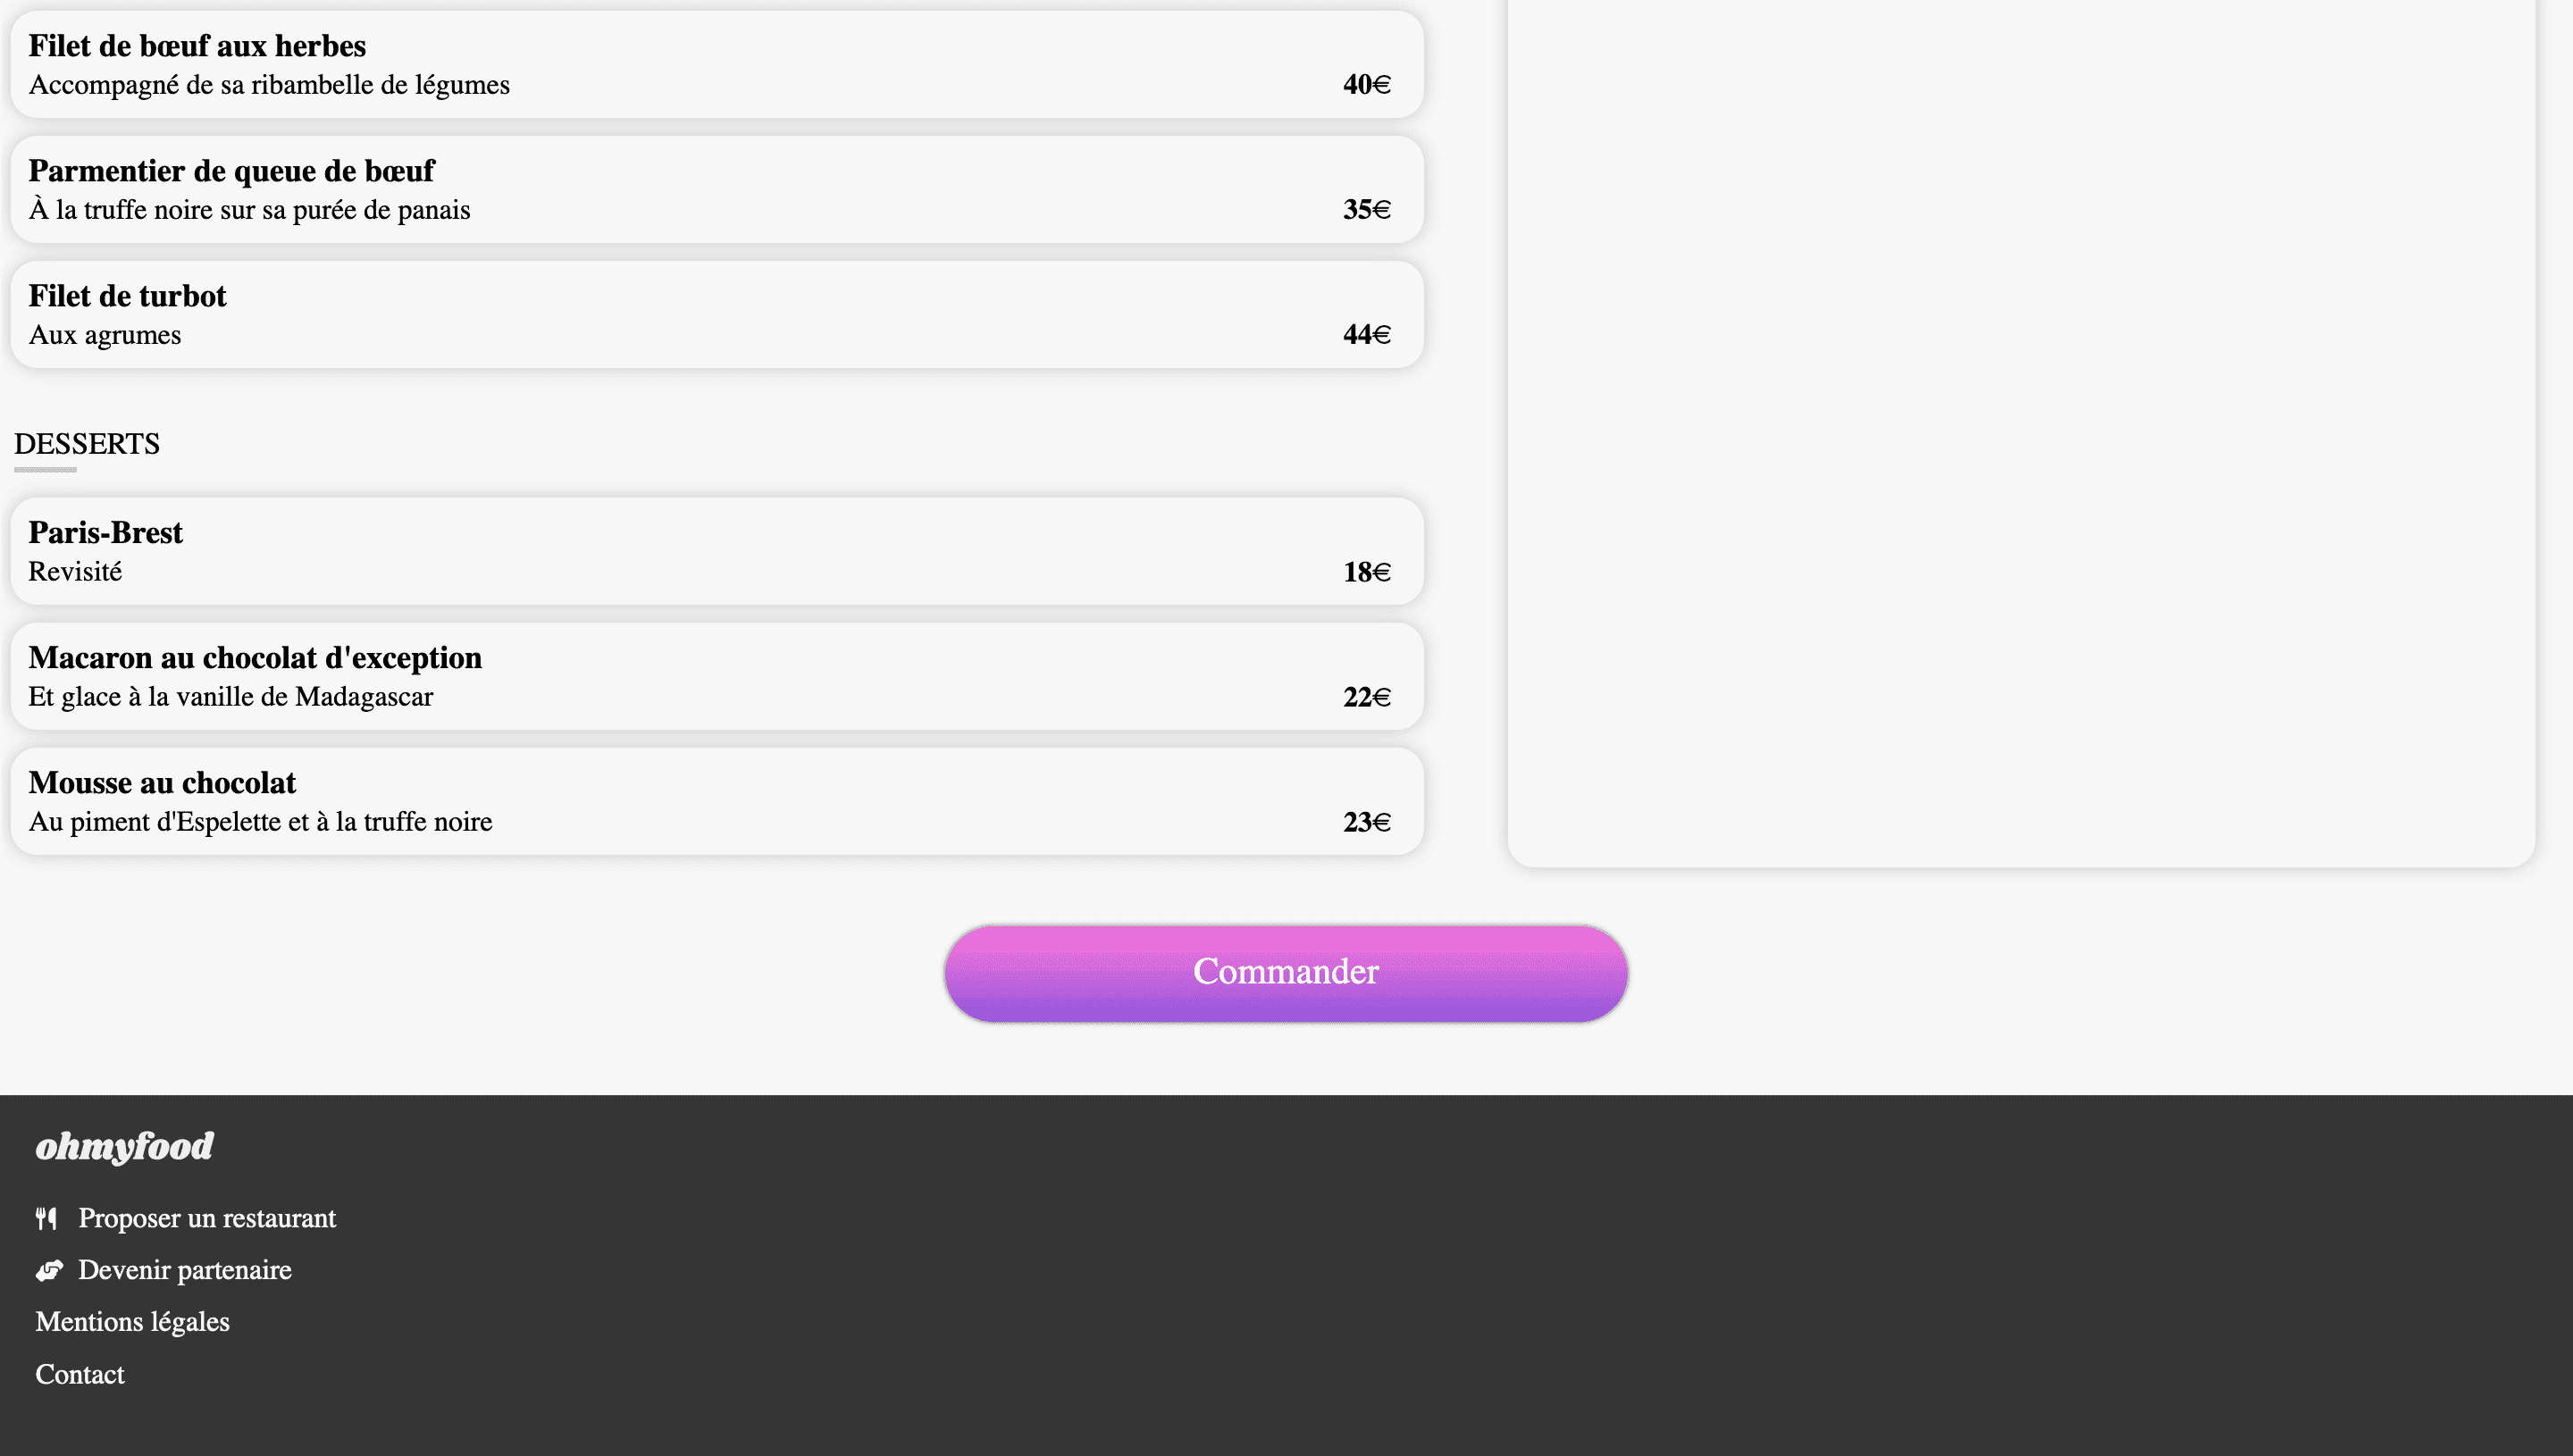 Filet de bœuf aux herbes
Accompagné de sa ribambelle de légumes 40€
Parmentier de queue de bœuf
À la truffe noire sur sa purée de panais 35€
Filet de turbot
Aux agrumes 44€
DESSERTS
Paris-Brest
Revisité 18€
Macaron au chocolat d'exception
Et glace à la vanille de Madagascar 22€
Mousse au chocolat
Au piment d'Espelette et à la truffe noire 23€
Commander
ohmyfood
Proposer un restaurant
Devenir partenaire
Mentions légales
Contact